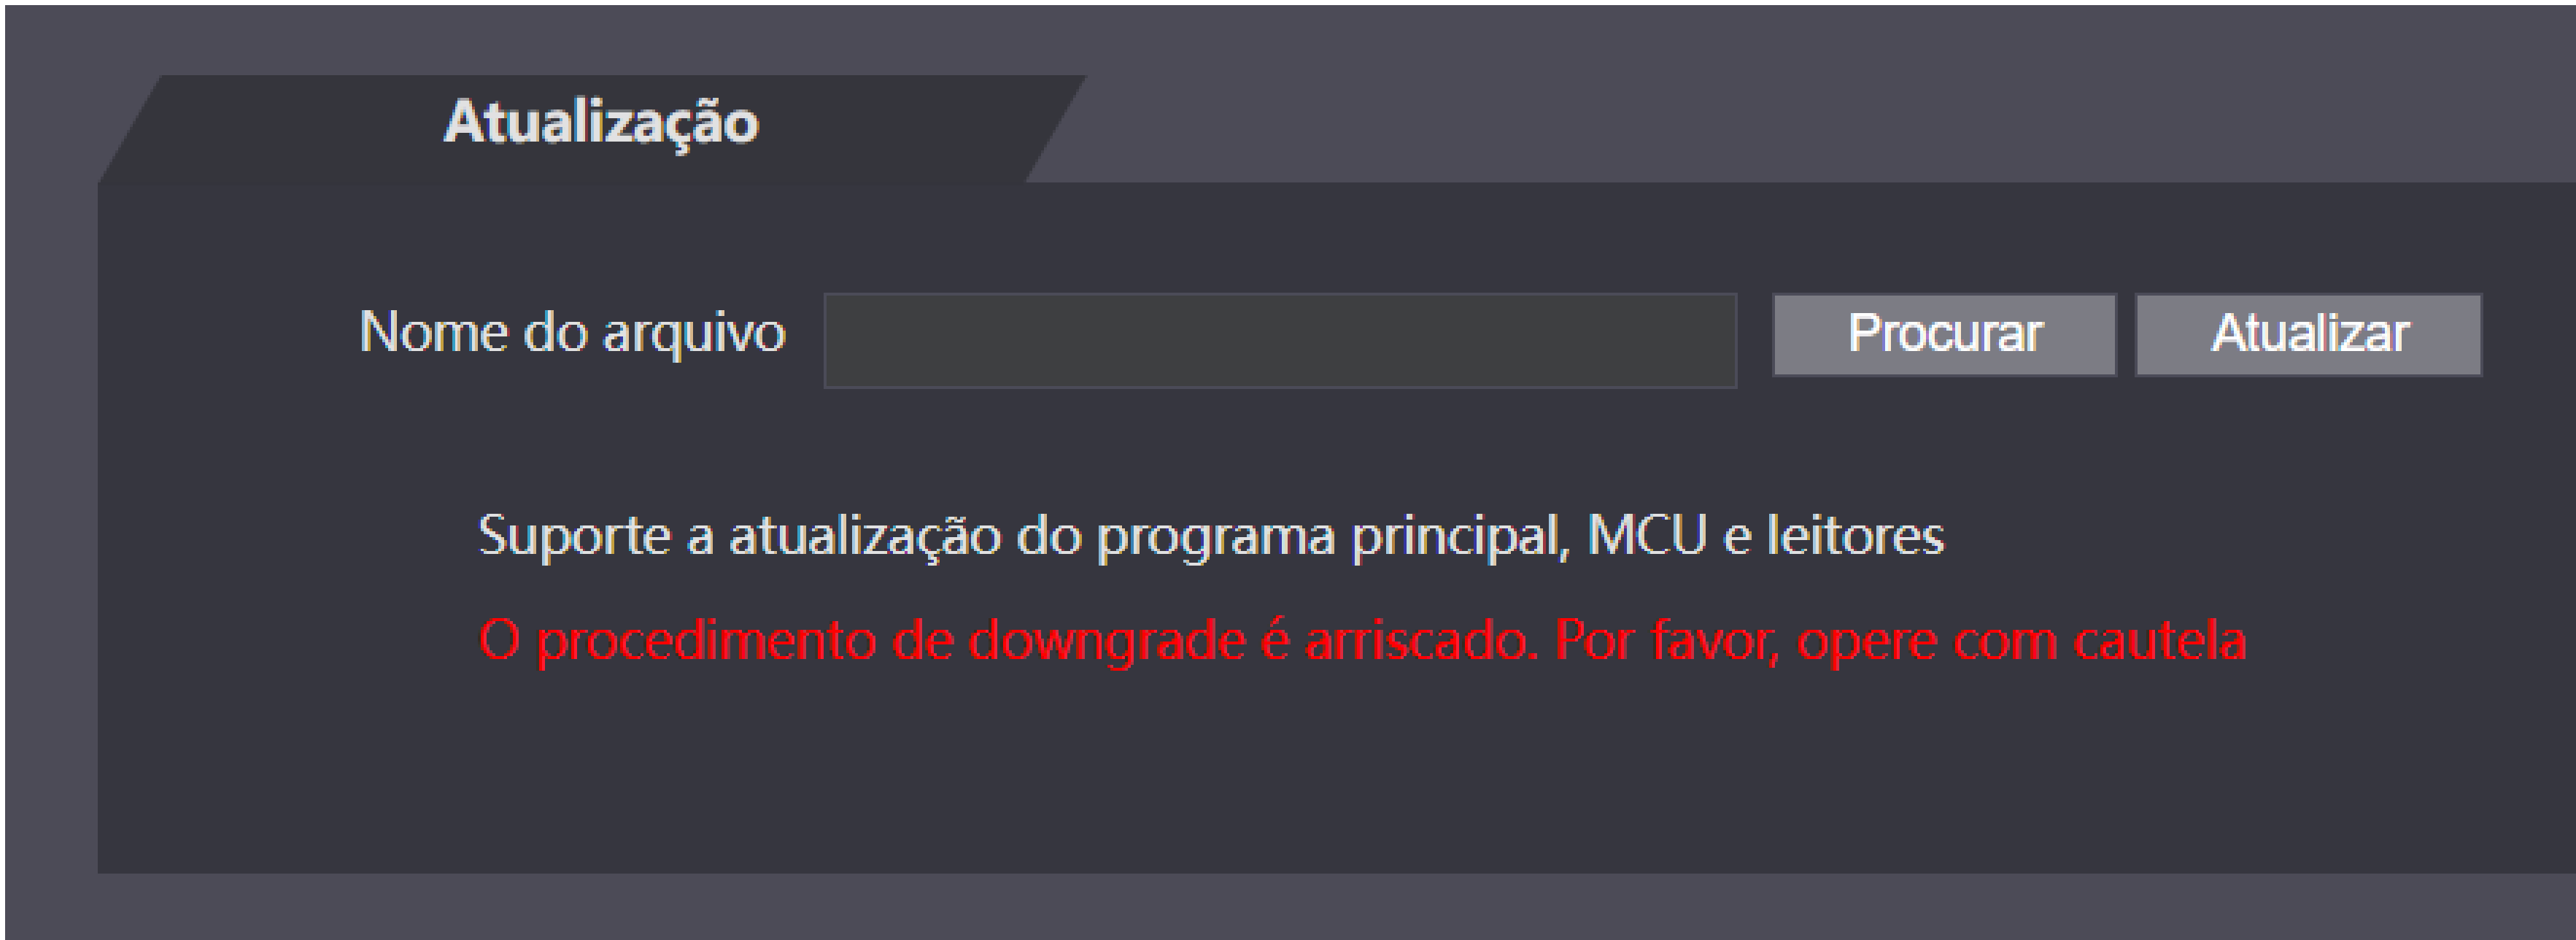 Atualização
Nome do arquivo Procurar Atualizar
Suporte a atualização do programa principal, MCU e leitores
O procedimento de downgrade é arriscado. Por favor, opere com cautela